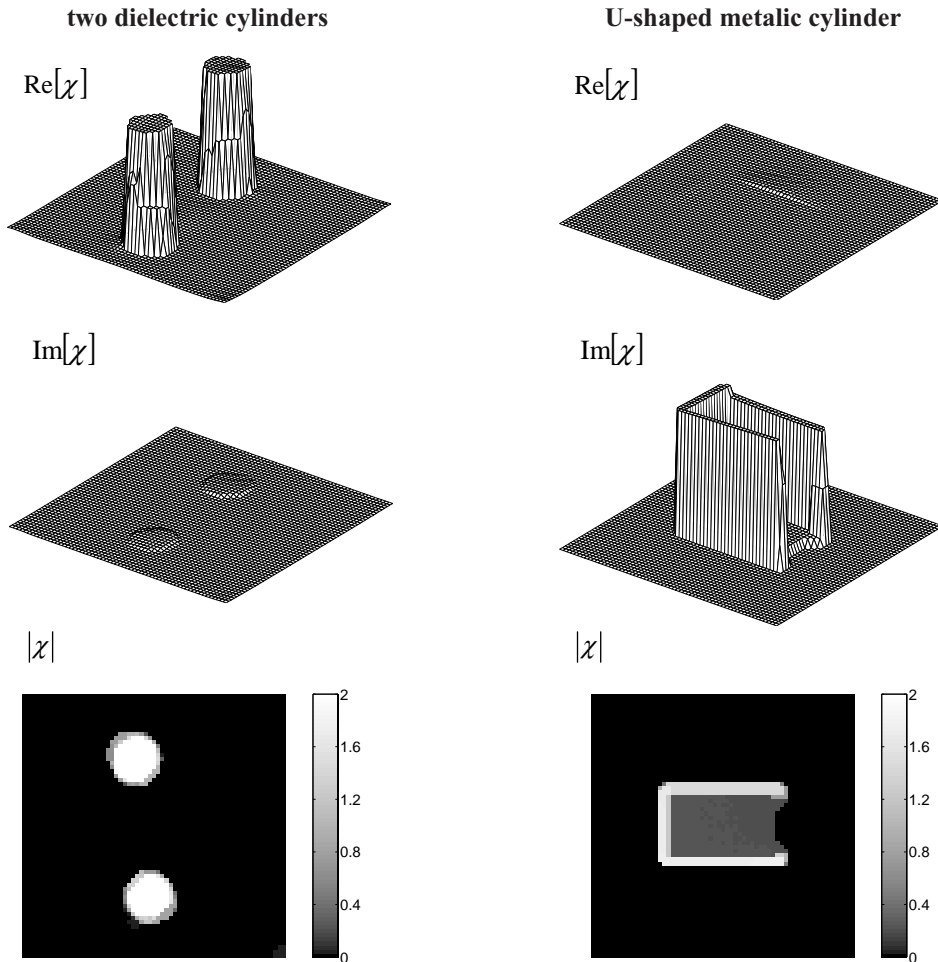 two dielectric cylinders
U-shaped metalic cylinder
Re[χ]
Re[χ]
Im[χ]
Im[χ]
|χ|
|χ|
2
1.6
1.2
0.8
0.4
0
2
1.6
1.2
0.8
0.4
0